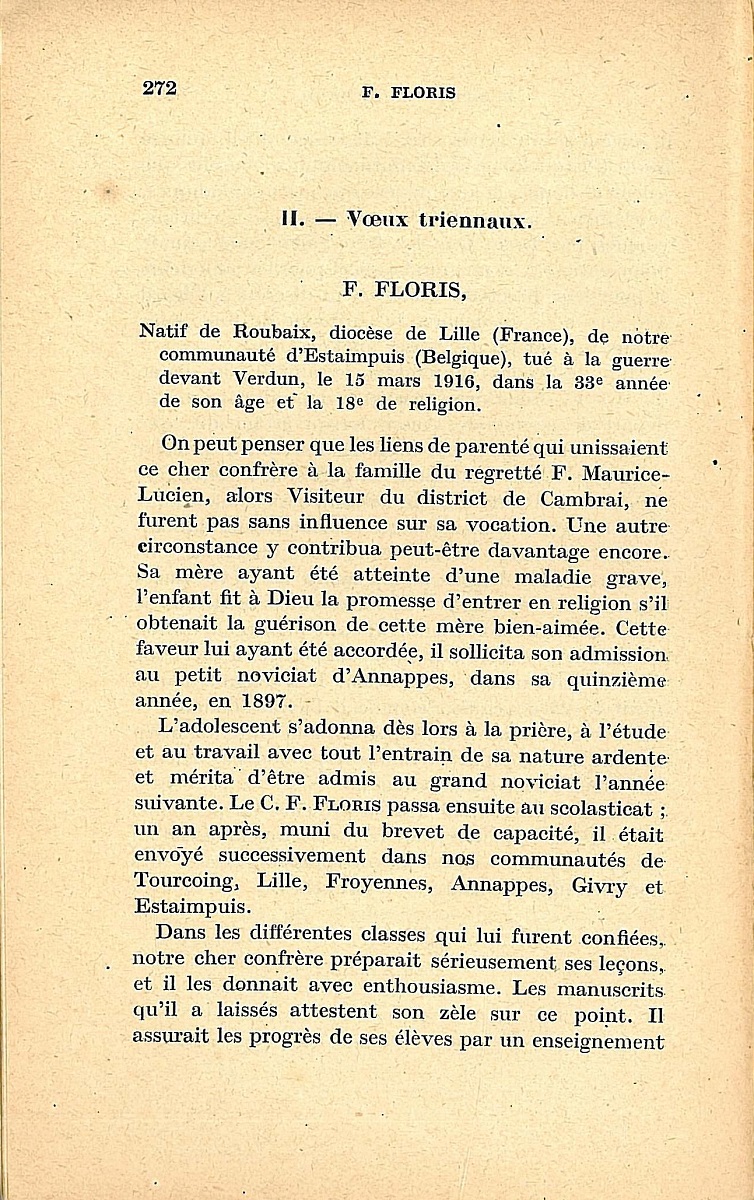 272
F. FLORIS
II. — Vœux triennaux.
F. FLORIS,
Natif de Roubaix, diocèse de Lille (France), de notre
communauté d'Estaimpuis (Belgique), tué à la guerre
devant Verdun, le 15 mars 1916, dans la 33e année
de son âge et la 18e de religion.
On peut penser que les liens de parenté qui unissaient
ce cher confrère à la famille du regretté F. Maurice-
Lucien, alors Visiteur du district de Cambrai, ne
furent pas sans influence sur sa vocation. Une autre
circonstance y contribua peut-être davantage encore.
Sa mère ayant été atteinte d'une maladie grave,
l'enfant fit à Dieu la promesse d'entrer en religion s'il
obtenait la guérison de cette mère bien-aimée. Cette
faveur lui ayant été accordée, il sollicita son admission
au petit noviciat d'Annappes, dans sa quinzième
année, en 1897.
L'adolescent s'adonna dès lors à la prière, à l'étude
et au travail avec tout l'entrain de sa nature ardente
et mérita d'être admis au grand noviciat l'année
suivante. Le C. F. FLORIS passa ensuite au scolasticat ;
un an après, muni du brevet de capacité, il était
envoyé successivement dans nos communautés de
Tourcoing, Lille, Froyennes, Annappes, Givry et
Estaimpuis.
Dans les différentes classes qui lui furent confiées,
notre cher confrère préparait sérieusement ses leçons,
et il les donnait avec enthousiasme. Les manuscrits
qu'il a laissés attestent son zèle sur ce point. Il
assurait les progrès de ses élèves par un enseignement